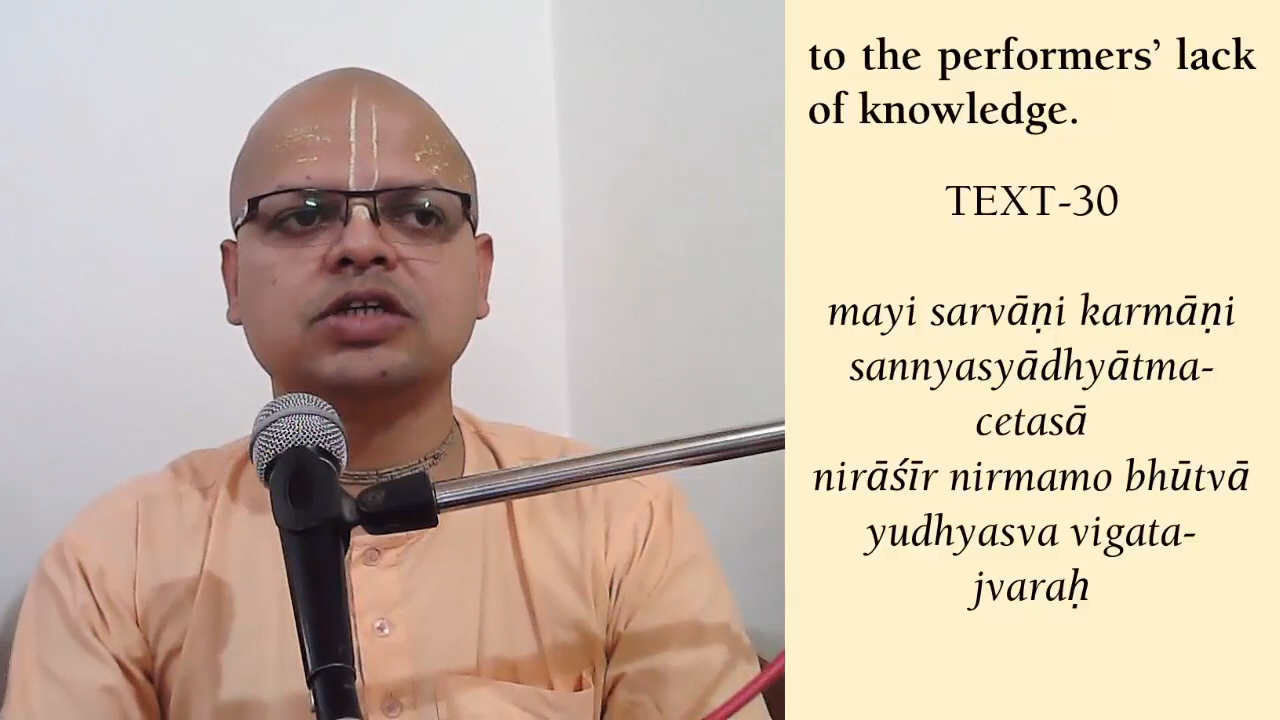 to the performers’ lack
of knowledge.
TEXT-30
mayi sarvāṇi karmāṇi
sannyasyādhyātma-
cetasā
nirāśīr nirmamo bhūtvā
yudhyasva vigata-
jvaraḥ